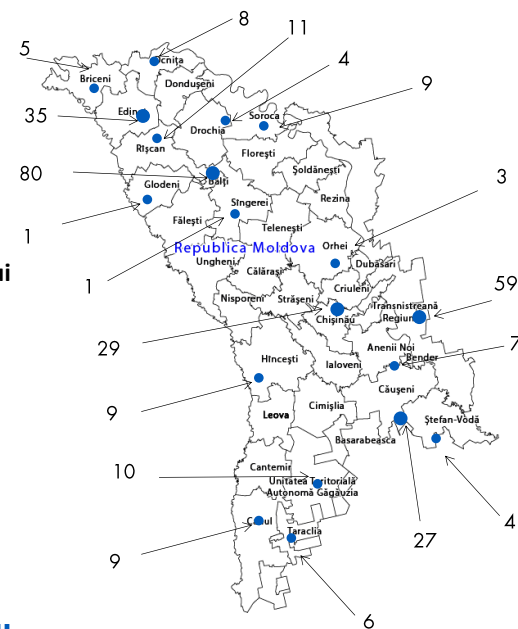 8
11
5
4
Ocnița
Briceni
Dondușeni
9
35
Edineț
Soroca
Drochia
Rîșcan
Florești
80
Șoldănești
Bălți
Glodeni
3
Sîngerei
Rezina
Fălești
Telenești
1
Republica Moldova
Orhei
ui
Ungheni
Dubăsari
Călărași
1
Criuleni
59
Nisporeni
Strășeni
Transnistreană
Regiunea
Chișinău
29
Anenii Noi
7
Bender
Hîncești
Ialoveni
Căușeni
9
Leova
Cimișlia
Ștefan-Vodă
Basarabeasca
10
Cantemir
Unitatea Teritorială
Autonomă Găgăuzia
4
Cahul
27
Taraclia
9
6